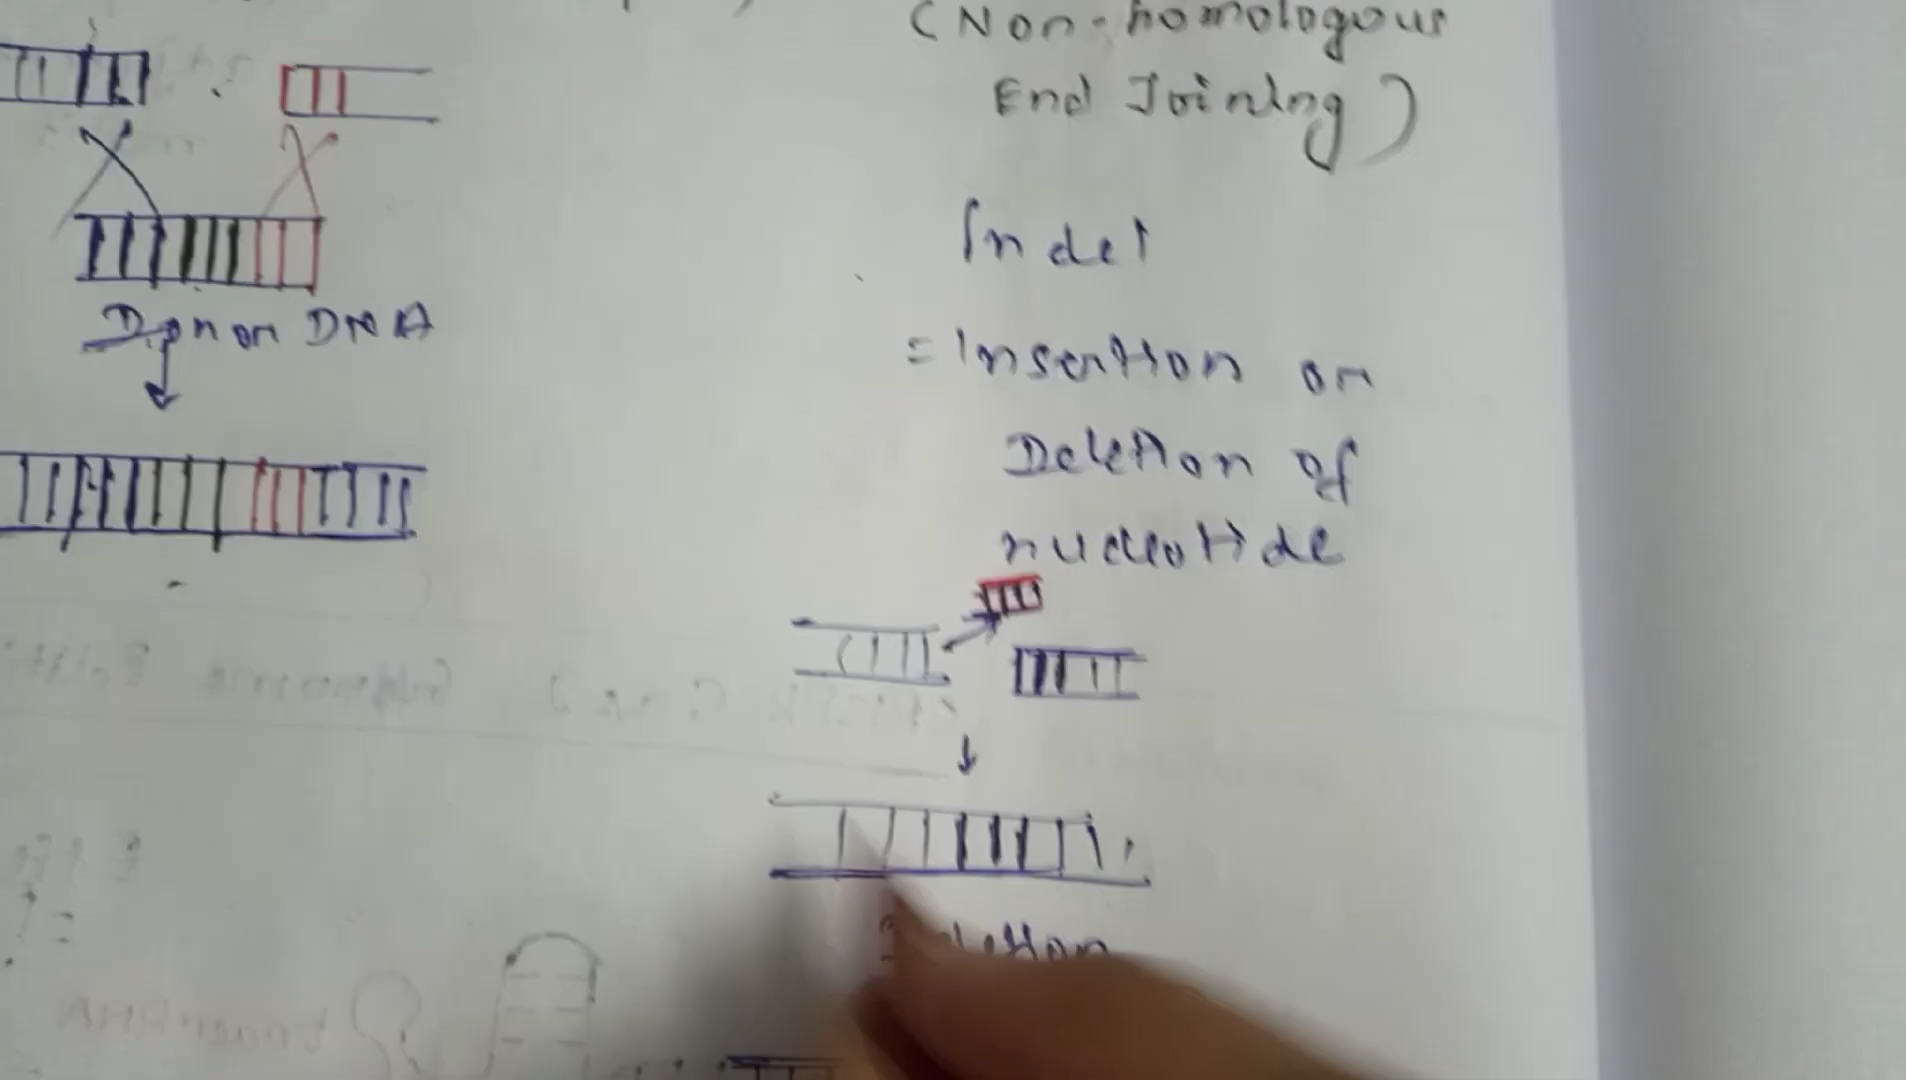 (Non-homologous
End Joining)
Indel
= Insertion or
Deletion of
nucleotide
Donor DNA